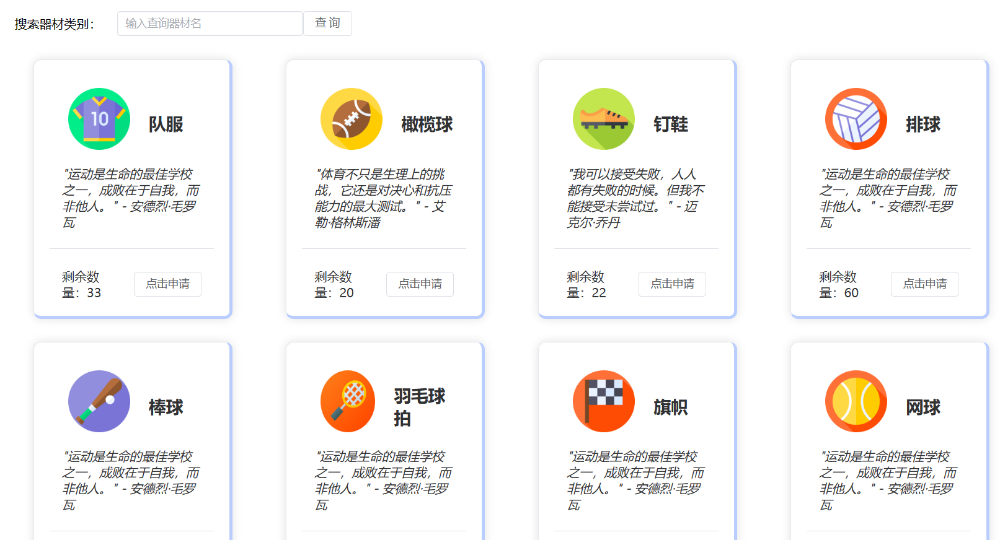 搜索器材类别：
输入查询器材名
查 询
10
队服
"运动是生命的最佳学校
之一，成败在于自我，而
非他人。" - 安德烈·毛罗
瓦
剩余数
量：33
点击申请
橄榄球
"体育不只是生理上的挑
战，它还是对决心和抗压
能力的最大测试。" - 艾
勒·格林斯潘
剩余数
量：20
点击申请
钉鞋
"我可以接受失败，人人
都有失败的时候。但我不
能接受未尝试过。" - 迈
克尔·乔丹
剩余数
量：22
点击申请
排球
"运动是生命的最佳学校
之一，成败在于自我，而
非他人。" - 安德烈·毛罗
瓦
剩余数
量：60
点击申请
棒球
"运动是生命的最佳学校
之一，成败在于自我，而
非他人。" - 安德烈·毛罗
瓦
羽毛球
拍
"运动是生命的最佳学校
之一，成败在于自我，而
非他人。" - 安德烈·毛罗
瓦
旗帜
"运动是生命的最佳学校
之一，成败在于自我，而
非他人。" - 安德烈·毛罗
瓦
网球
"运动是生命的最佳学校
之一，成败在于自我，而
非他人。" - 安德烈·毛罗
瓦